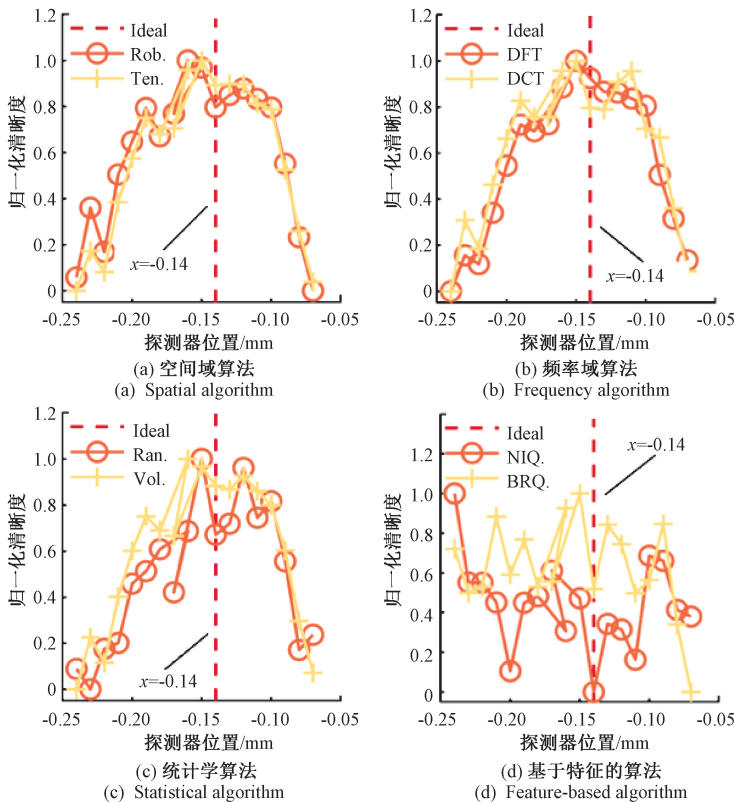 1.2
1.0
0.8
0.6
0.4
0.2
0
归一化清晰度
Ideal
Rob.
Ten.
x=-0.14
-0.25
-0.20
-0.15
-0.10
-0.05
探测器位置/mm
(a) 空间域算法
(a) Spatial algorithm
1.2
1.0
0.8
0.6
0.4
0.2
0
归一化清晰度
Ideal
DFT
DCT
x=-0.14
-0.25
-0.20
-0.15
-0.10
-0.05
探测器位置/mm
(b) 频率域算法
(b) Frequency algorithm
1.2
1.0
0.8
0.6
0.4
0.2
0
归一化清晰度
Ideal
Ran.
Vol.
x=-0.14
-0.25
-0.20
-0.15
-0.10
-0.05
探测器位置/mm
(c) 统计学算法
(c) Statistical algorithm
1.2
1.0
0.8
0.6
0.4
0.2
0
归一化清晰度
Ideal
NIQ.
BRQ.
x=-0.14
-0.20
-0.15
-0.10
-0.05
探测器位置/mm
(d) 基于特征的算法
(d) Feature-based algorithm